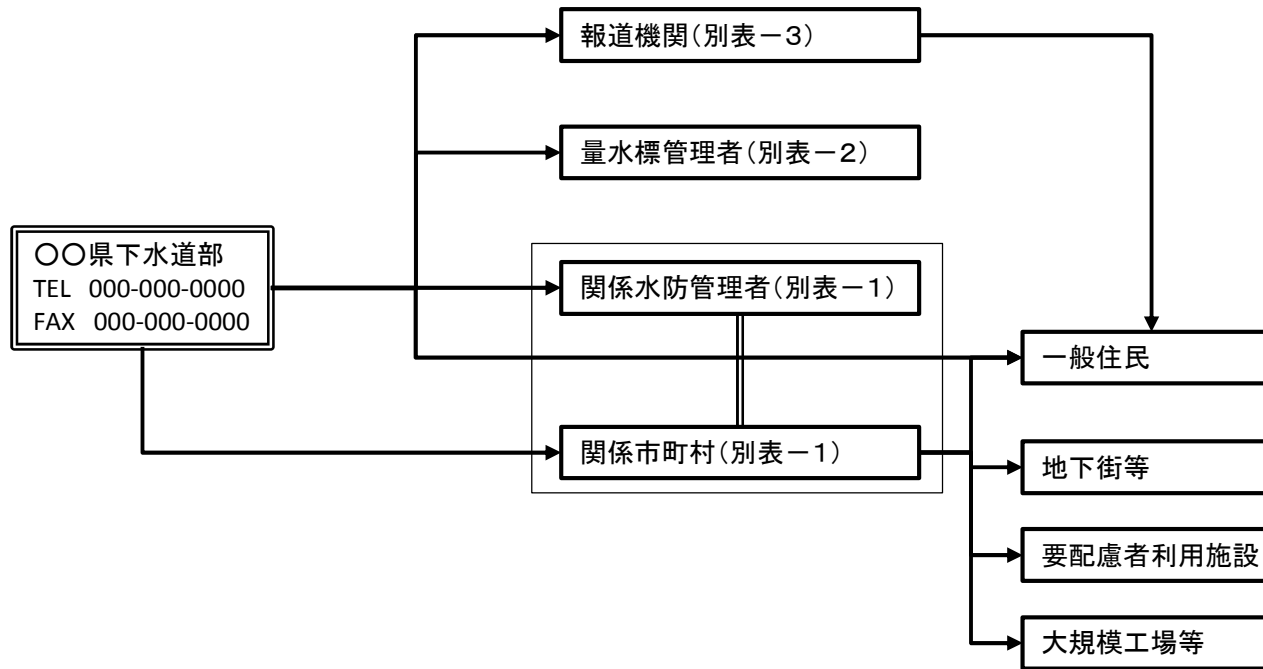 報道機関（別表－３）
量水標管理者（別表－２）
〇〇県下水道部
TEL 000-000-0000
FAX 000-000-0000
関係水防管理者（別表－１）
一般住民
関係市町村（別表－１）
地下街等
要配慮者利用施設
大規模工場等